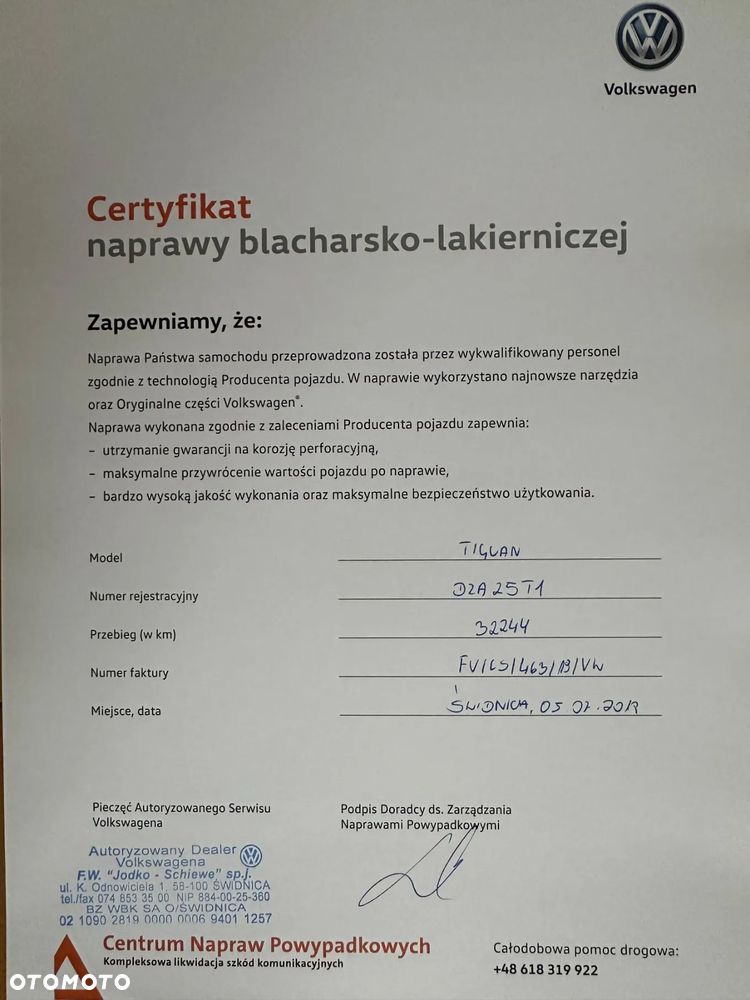 Volkswagen
Certyfikat
naprawy blacharsko-lakierniczej
Zapewniamy, że:
Naprawa Państwa samochodu przeprowadzona została przez wykwalifikowany personel
zgodnie z technologią Producenta pojazdu. W naprawie wykorzystano najnowsze narzędzia
oraz Oryginalne części Volkswagen®.
Naprawa wykonana zgodnie z zaleceniami Producenta pojazdu zapewnia:
– utrzymanie gwarancji na korozję perforacyjną,
– maksymalne przywrócenie wartości pojazdu po naprawie,
– bardzo wysoką jakość wykonania oraz maksymalne bezpieczeństwo użytkowania.
Model TIGUAN
Numer rejestracyjny DZA 25T1
Przebieg (w km) 32244
Numer faktury
Miejsce, data ŚWIDNICA,
Pieczęć Autoryzowanego Serwisu
Volkswagena
Podpis Doradcy ds. Zarządzania
Naprawami Powypadkowymi
Autoryzowany Dealer
Volkswagena
F.W. "Jodko - Schiewe" sp.j.
ul. K. Odnowiciela 1, 58-100 ŚWIDNICA
tel./fax 074 853 35 00 NIP 884-00-25-360
BZ WBK SA O/ŚWIDNICA
02 1090 2819 0000 0006 9401 1257
Centrum Napraw Powypadkowych
Kompleksowa likwidacja szkód komunikacyjnych
Całodobowa pomoc drogowa:
+48 618 319 922
OTOMOTO